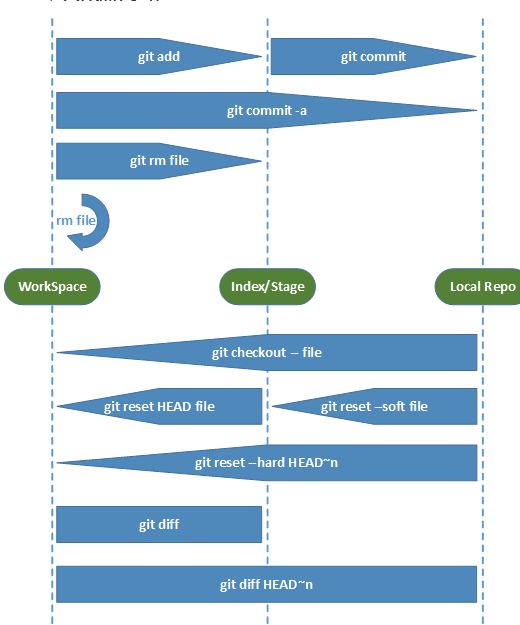 git add
git commit
git commit -a
git rm file
rm file
WorkSpace
Index/Stage
Local Repo
git checkout -- file
git reset HEAD file
git reset --soft file
git reset --hard HEAD~n
git diff
git diff HEAD~n